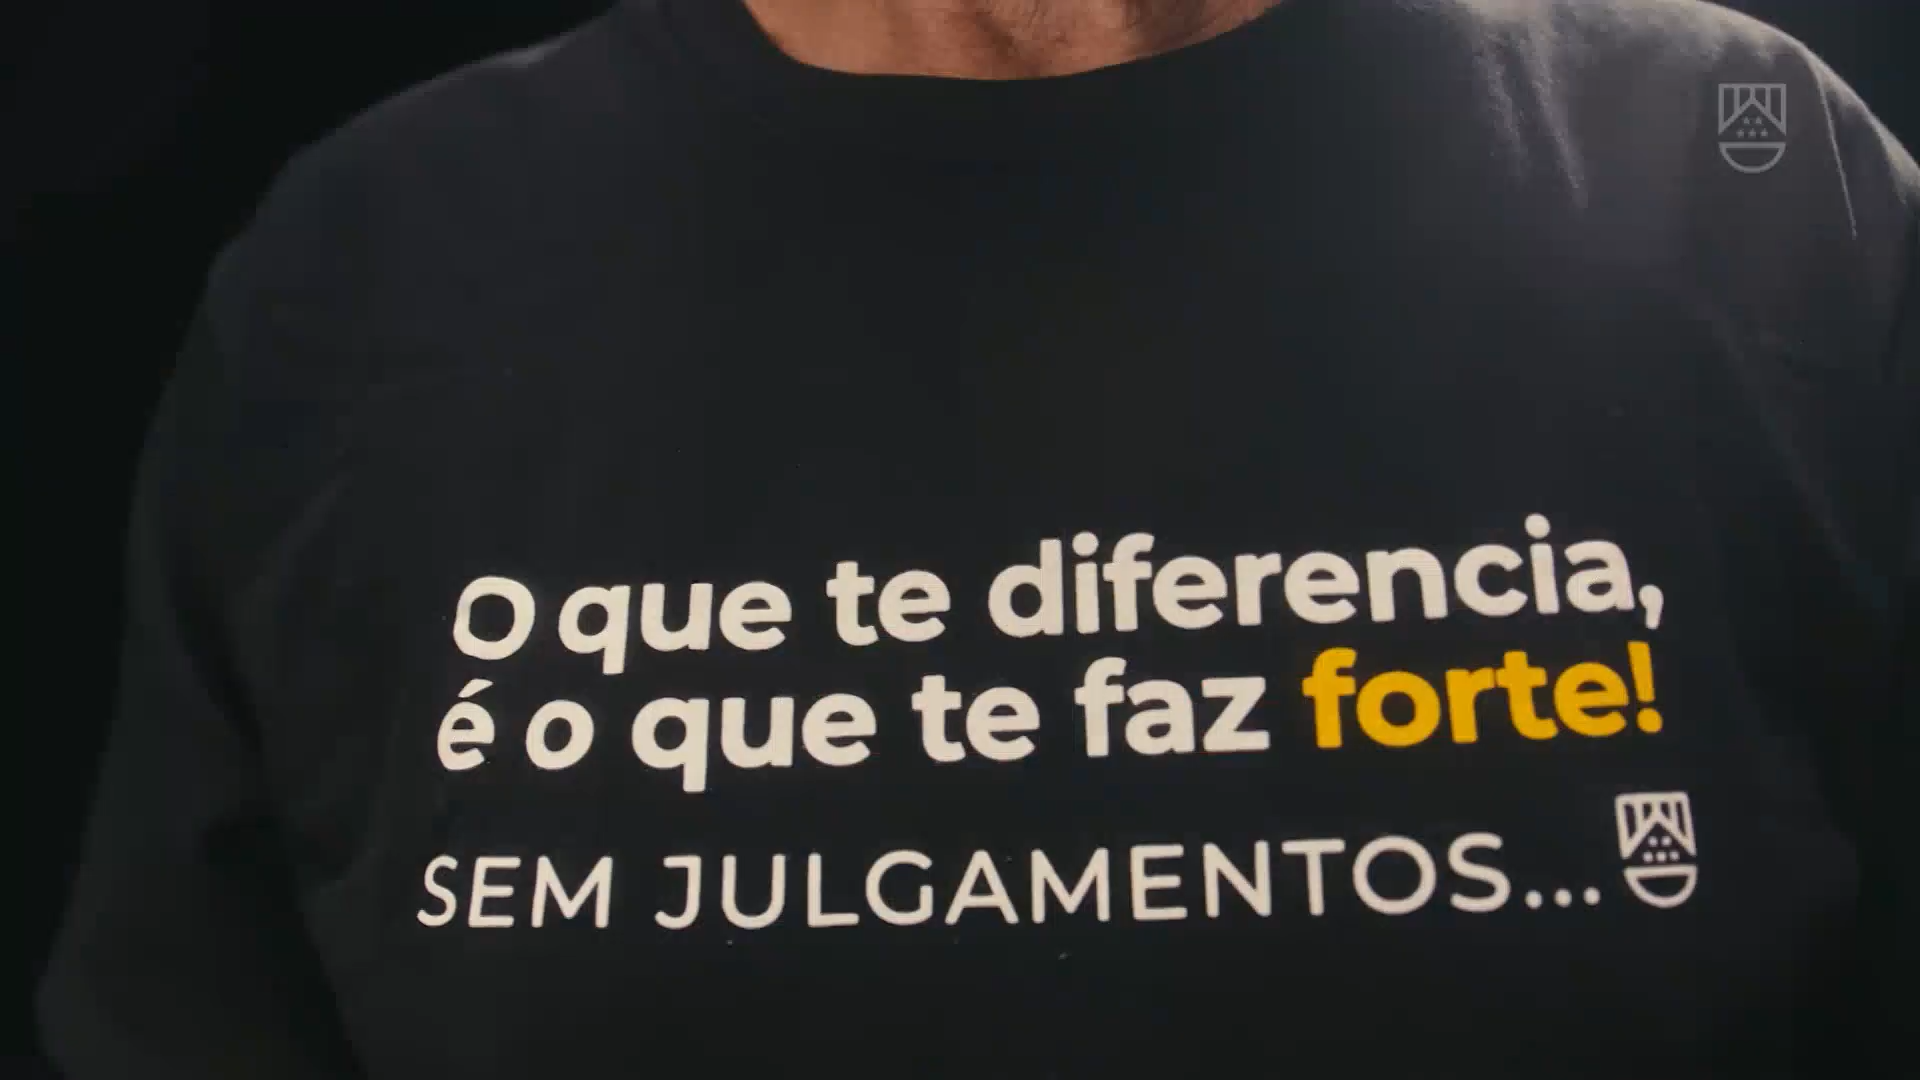 O que te diferencia,
é o que te faz forte!
SEM JULGAMENTOS...